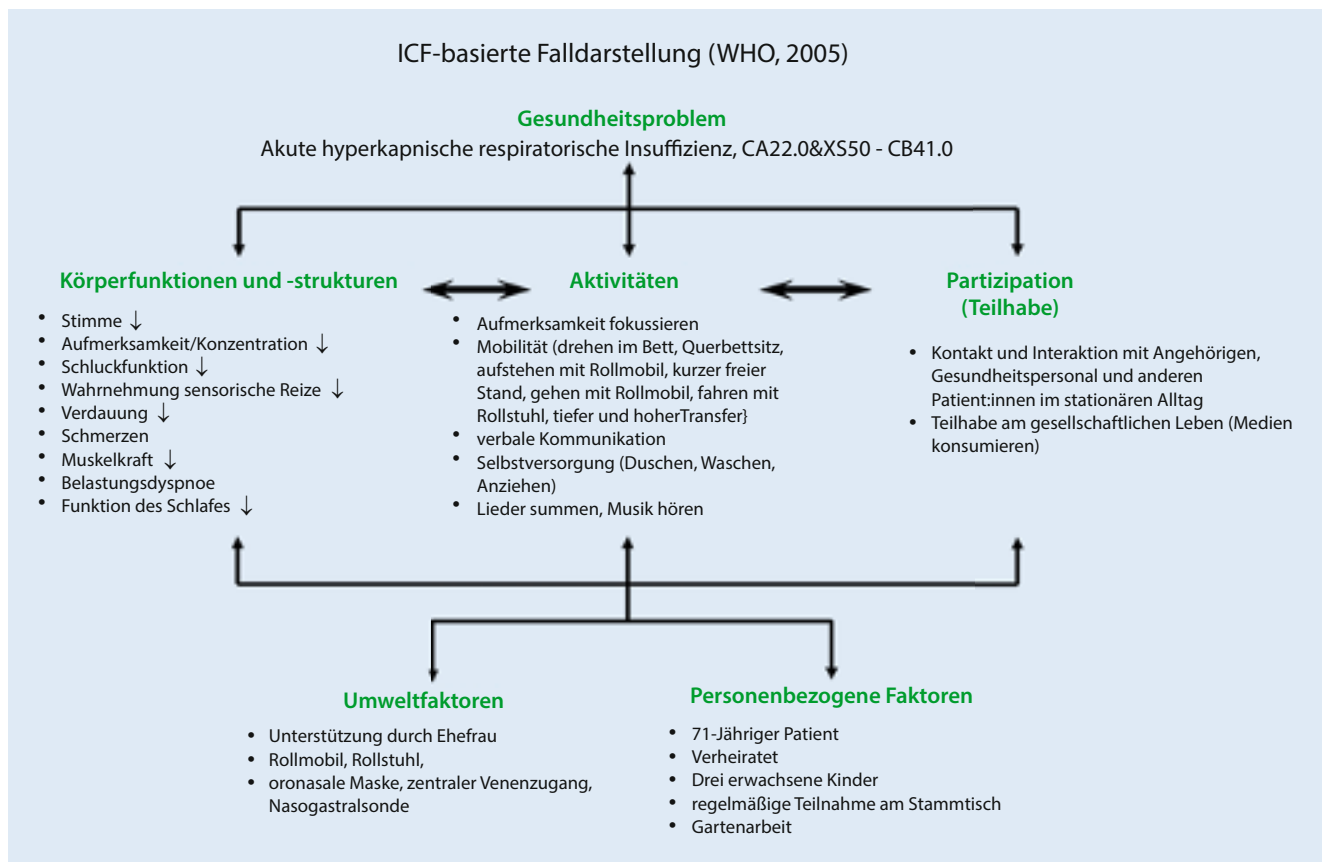 ICF-basierte Falldarstellung (WHO, 2005)
Gesundheitsproblem
Akute hyperkapnische respiratorische Insuffizienz, CA22.0&XS50 - CB41.0
Körperfunktionen und -strukturen
• Stimme ↓
• Aufmerksamkeit/Konzentration ↓
• Schluckfunktion ↓
• Wahrnehmung sensorische Reize ↓
• Verdauung ↓
• Schmerzen
• Muskelkraft ↓
• Belastungsdyspnoe
• Funktion des Schlafes ↓
Aktivitäten
• Aufmerksamkeit fokussieren
• Mobilität (drehen im Bett, Querbettsitz,
aufstehen mit Rollmobil, kurzer freier
Stand, gehen mit Rollmobil, fahren mit
Rollstuhl, tiefer und hoherTransfer}
• verbale Kommunikation
• Selbstversorgung (Duschen, Waschen,
Anziehen)
• Lieder summen, Musik hören
Partizipation
(Teilhabe)
• Kontakt und Interaktion mit Angehörigen,
Gesundheitspersonal und anderen
Patient:innen im stationären Alltag
• Teilhabe am gesellschaftlichen Leben (Medien
konsumieren)
Umweltfaktoren
• Unterstützung durch Ehefrau
• Rollmobil, Rollstuhl,
• oronasale Maske, zentraler Venenzugang,
Nasogastralsonde
Personenbezogene Faktoren
• 71-Jähriger Patient
• Verheiratet
• Drei erwachsene Kinder
• regelmäßige Teilnahme am Stammtisch
• Gartenarbeit